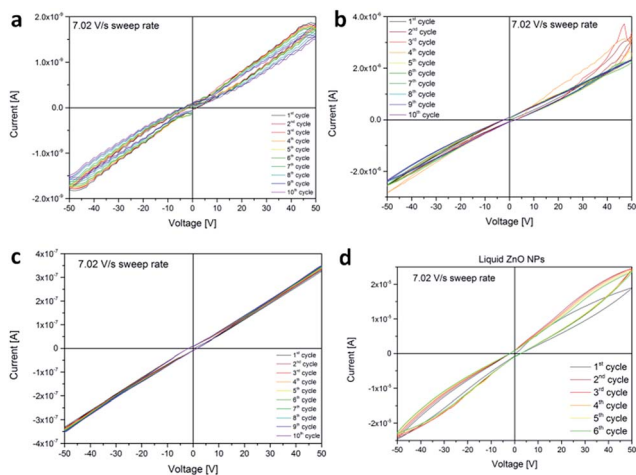 a
7.02 V/s sweep rate
Current [A]
2.0x10⁻⁹
1.0x10⁻⁹
0.0
-1.0x10⁻⁹
-2.0x10⁻⁹
-50 -40 -30 -20 -10 0 10 20 30 40 50
Voltage [V]
1ˢᵗ cycle
2ⁿᵈ cycle
3ʳᵈ cycle
4ᵗʰ cycle
5ᵗʰ cycle
6ᵗʰ cycle
7ᵗʰ cycle
8ᵗʰ cycle
9ᵗʰ cycle
10ᵗʰ cycle
b
7.02 V/s sweep rate
Current [A]
4.0x10⁻⁶
2.0x10⁻⁶
0.0
-2.0x10⁻⁶
-50 -40 -30 -20 -10 0 10 20 30 40 50
Voltage [V]
1ˢᵗ cycle
2ⁿᵈ cycle
3ʳᵈ cycle
4ᵗʰ cycle
5ᵗʰ cycle
6ᵗʰ cycle
7ᵗʰ cycle
8ᵗʰ cycle
9ᵗʰ cycle
10ᵗʰ cycle
c
7.02 V/s sweep rate
Current [A]
4x10⁻⁷
3x10⁻⁷
2x10⁻⁷
1x10⁻⁷
0
-1x10⁻⁷
-2x10⁻⁷
-3x10⁻⁷
-4x10⁻⁷
-50 -40 -30 -20 -10 0 10 20 30 40 50
Voltage [V]
1ˢᵗ cycle
2ⁿᵈ cycle
3ʳᵈ cycle
4ᵗʰ cycle
5ᵗʰ cycle
6ᵗʰ cycle
7ᵗʰ cycle
8ᵗʰ cycle
9ᵗʰ cycle
10ᵗʰ cycle
d
Liquid ZnO NPs
7.02 V/s sweep rate
Current [A]
2x10⁻⁵
1x10⁻⁵
0
-1x10⁻⁵
-2x10⁻⁵
-50 -40 -30 -20 -10 0 10 20 30 40 50
Voltage [V]
1ˢᵗ cycle
2ⁿᵈ cycle
3ʳᵈ cycle
4ᵗʰ cycle
5ᵗʰ cycle
6ᵗʰ cycle